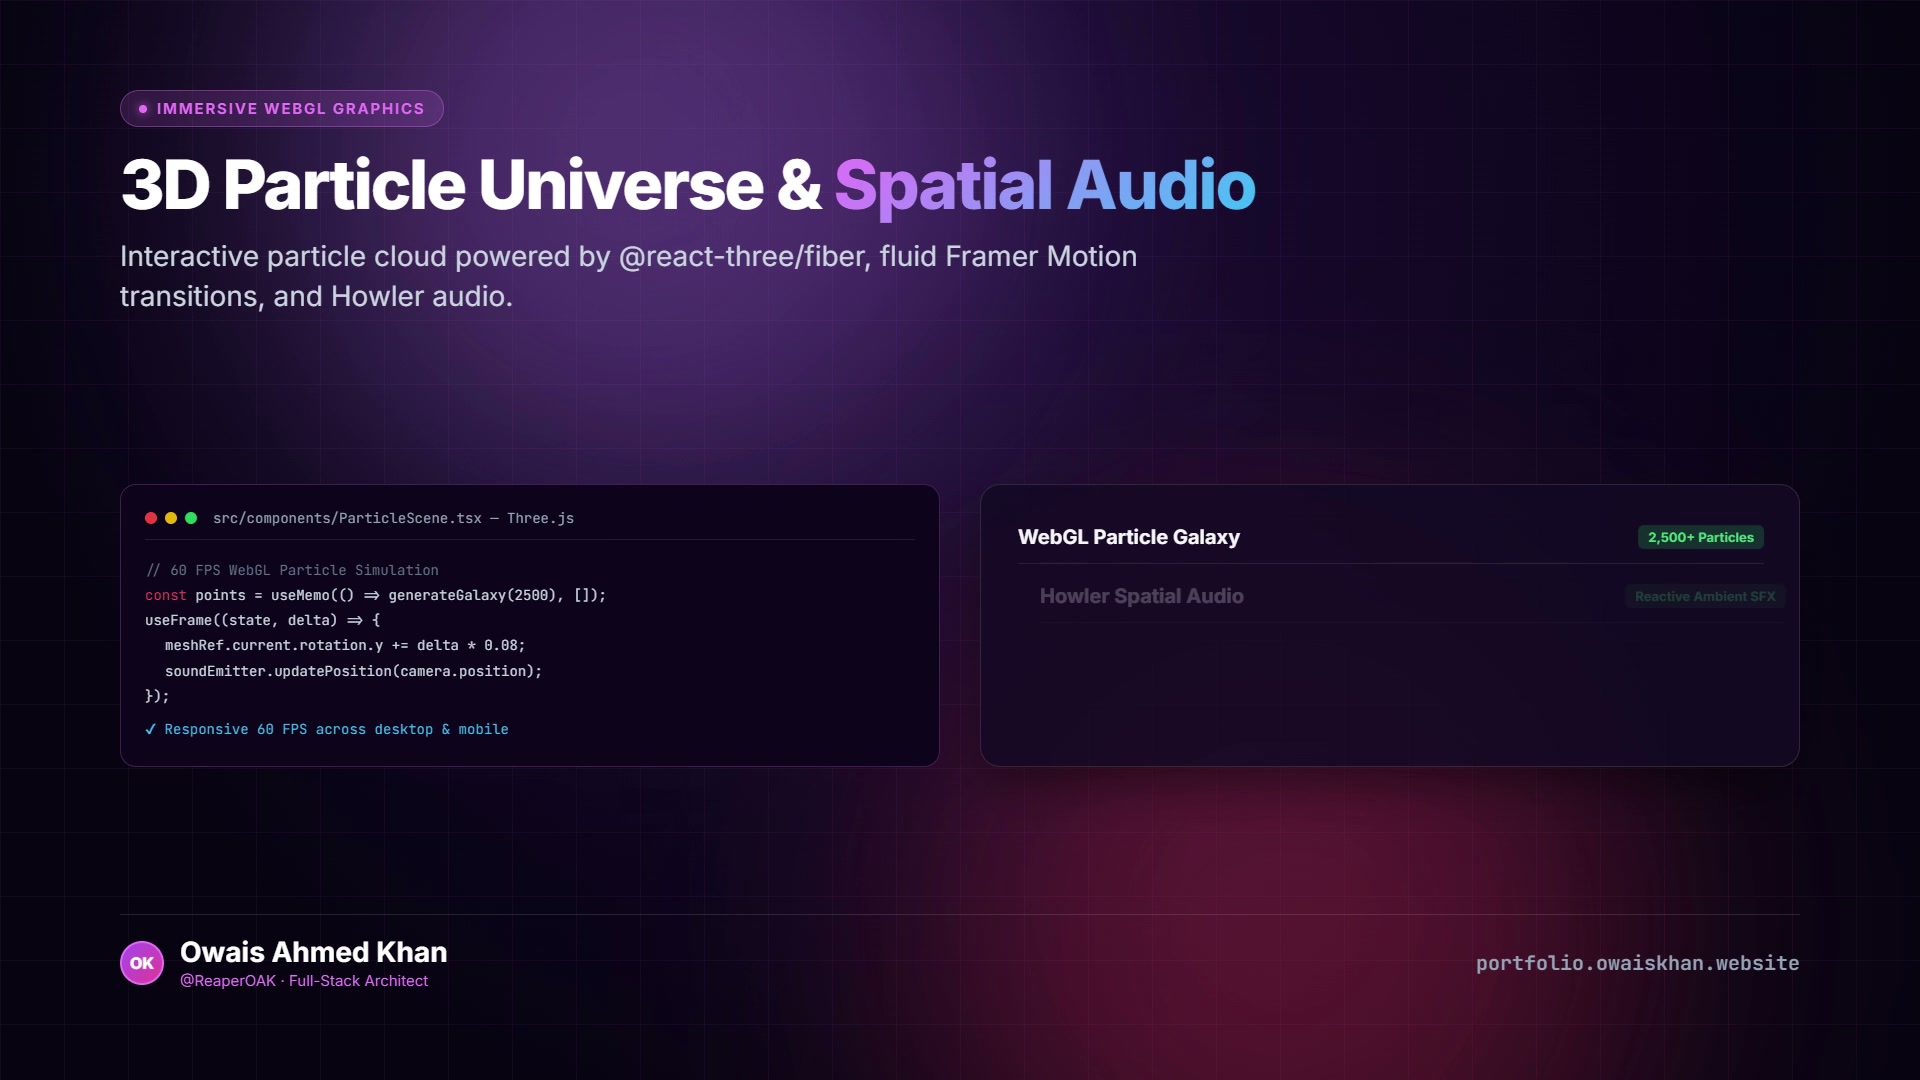 IMMERSIVE WEBGL GRAPHICS
3D Particle Universe & Spatial Audio
Interactive particle cloud powered by @react-three/fiber, fluid Framer Motion
transitions, and Howler audio.
src/components/ParticleScene.tsx — Three.js
// 60 FPS WebGL Particle Simulation
const points = useMemo(() => generateGalaxy(2500), []);
useFrame((state, delta) => {
meshRef.current.rotation.y += delta * 0.08;
soundEmitter.updatePosition(camera.position);
});
✓ Responsive 60 FPS across desktop & mobile
WebGL Particle Galaxy
2,500+ Particles
Howler Spatial Audio
Reactive Ambient SFX
OK
Owais Ahmed Khan
@ReaperOAK · Full-Stack Architect
portfolio.owaiskhan.website